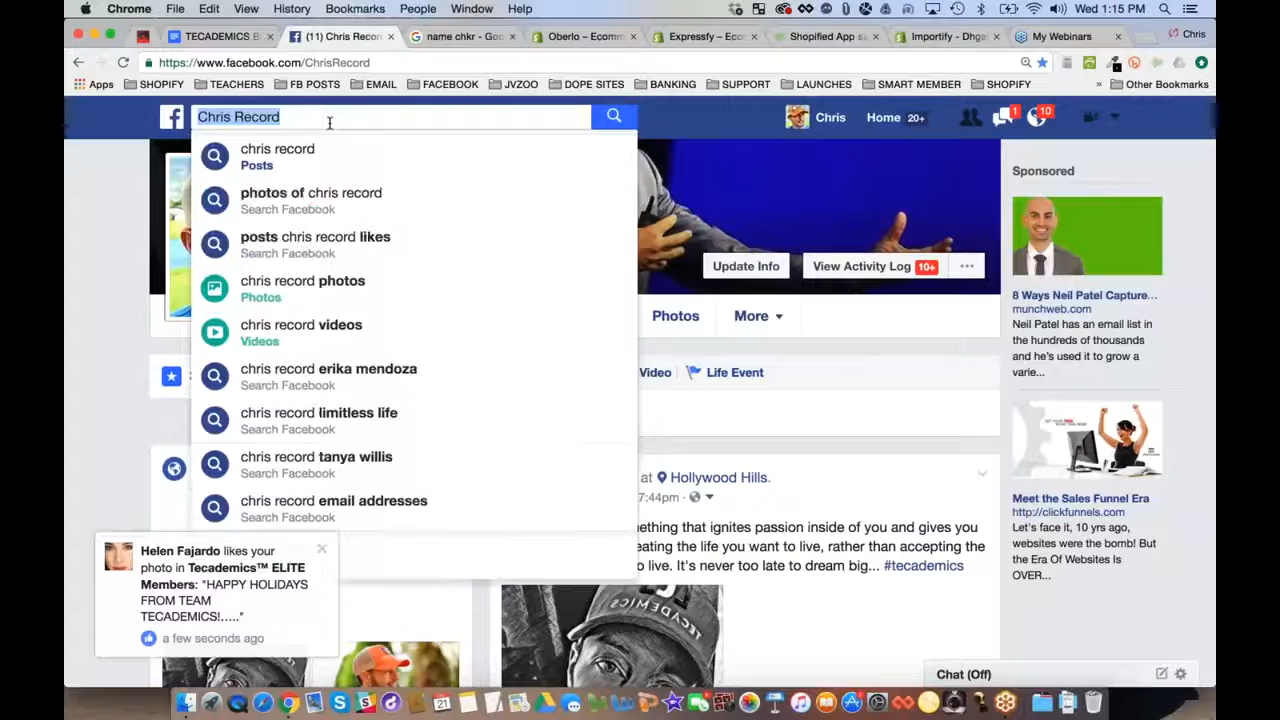 Chrome File Edit View History Bookmarks People Window Help
Wed 1:15 PM
TECADEMICS B
(11) Chris Recor
name chkr - Goo
Oberlo – Ecomm
Expressfy – Ecc
Shopified App s
Importify – Dhga
My Webinars
Chris
https://www.facebook.com/ChrisRecord
Apps SHOPIFY TEACHERS FB POSTS EMAIL FACEBOOK JVZOO DOPE SITES BANKING SUPPORT LAUNCHES SMART MEMBER SHOPIFY » Other Bookmarks
Chris Record
Chris Home 20+ 1 10
chris record
Posts
photos of chris record
Search Facebook
posts chris record likes
Search Facebook
chris record photos
Photos
chris record videos
Videos
chris record erika mendoza
Search Facebook
chris record limitless life
Search Facebook
chris record tanya willis
Search Facebook
chris record email addresses
Search Facebook
Update Info
View Activity Log 10+
Photos More
Video Life Event
at Hollywood Hills.
7:44pm
ething that ignites passion inside of you and gives you
eating the life you want to live, rather than accepting the
o live. It's never too late to dream big... #tecademics
TECADEMICS
Sponsored
8 Ways Neil Patel Capture...
munchweb.com
Neil Patel has an email list in
the hundreds of thousands
and he's used it to grow a
varie...
Meet the Sales Funnel Era
http://clickfunnels.com
Let's face it, 10 yrs ago,
websites were the bomb! But
the Era Of Websites Is
OVER...
Helen Fajardo likes your
photo in Tecademics™ ELITE
Members: "HAPPY HOLIDAYS
FROM TEAM
TECADEMICS!....."
a few seconds ago
Chat (Off)
21